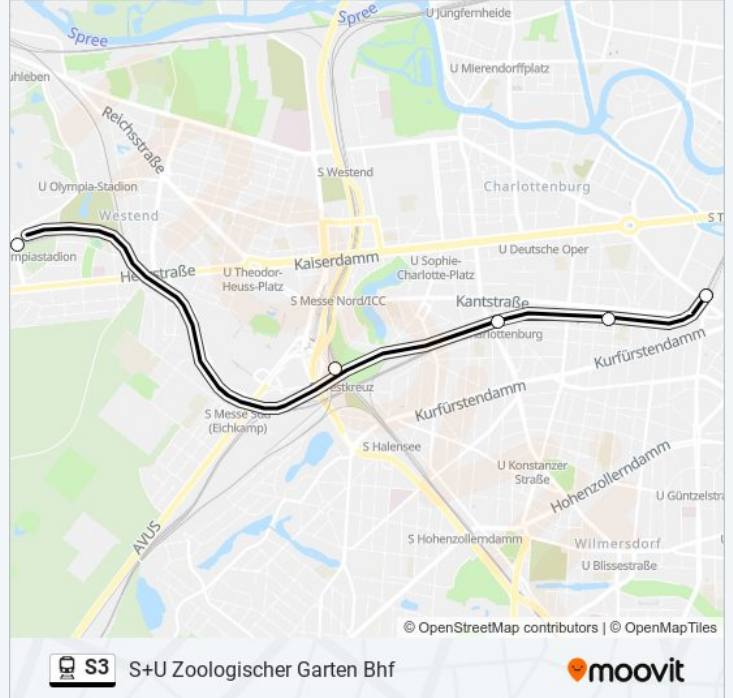 Spree
Spree
U Jungfernheide
uhleben
U Mierendorffplatz
Reichsstraße
S Westend
U Olympia-Stadion
Charlottenburg
Westend
S T
mpiastadion
Kaiserdamm
U Deutsche Oper
U Sophie-
Charlotte-Platz
U Theodor-
Heuss-Platz
S Messe Nord/ICC
Kantstraße
Kurfürstendamm
estkreuz
Kurfürstendamm
S Messe Süd
(Eichkamp)
S Halensee
U Konstanzer
Straße
Hohenzollerndamm
U Güntzelstra
AVUS
S Hohenzollerndamm
Wilmersdorf
U Blissestraße
© OpenStreetMap contributors | © OpenMapTiles
S3 S+U Zoologischer Garten Bhf
moovit